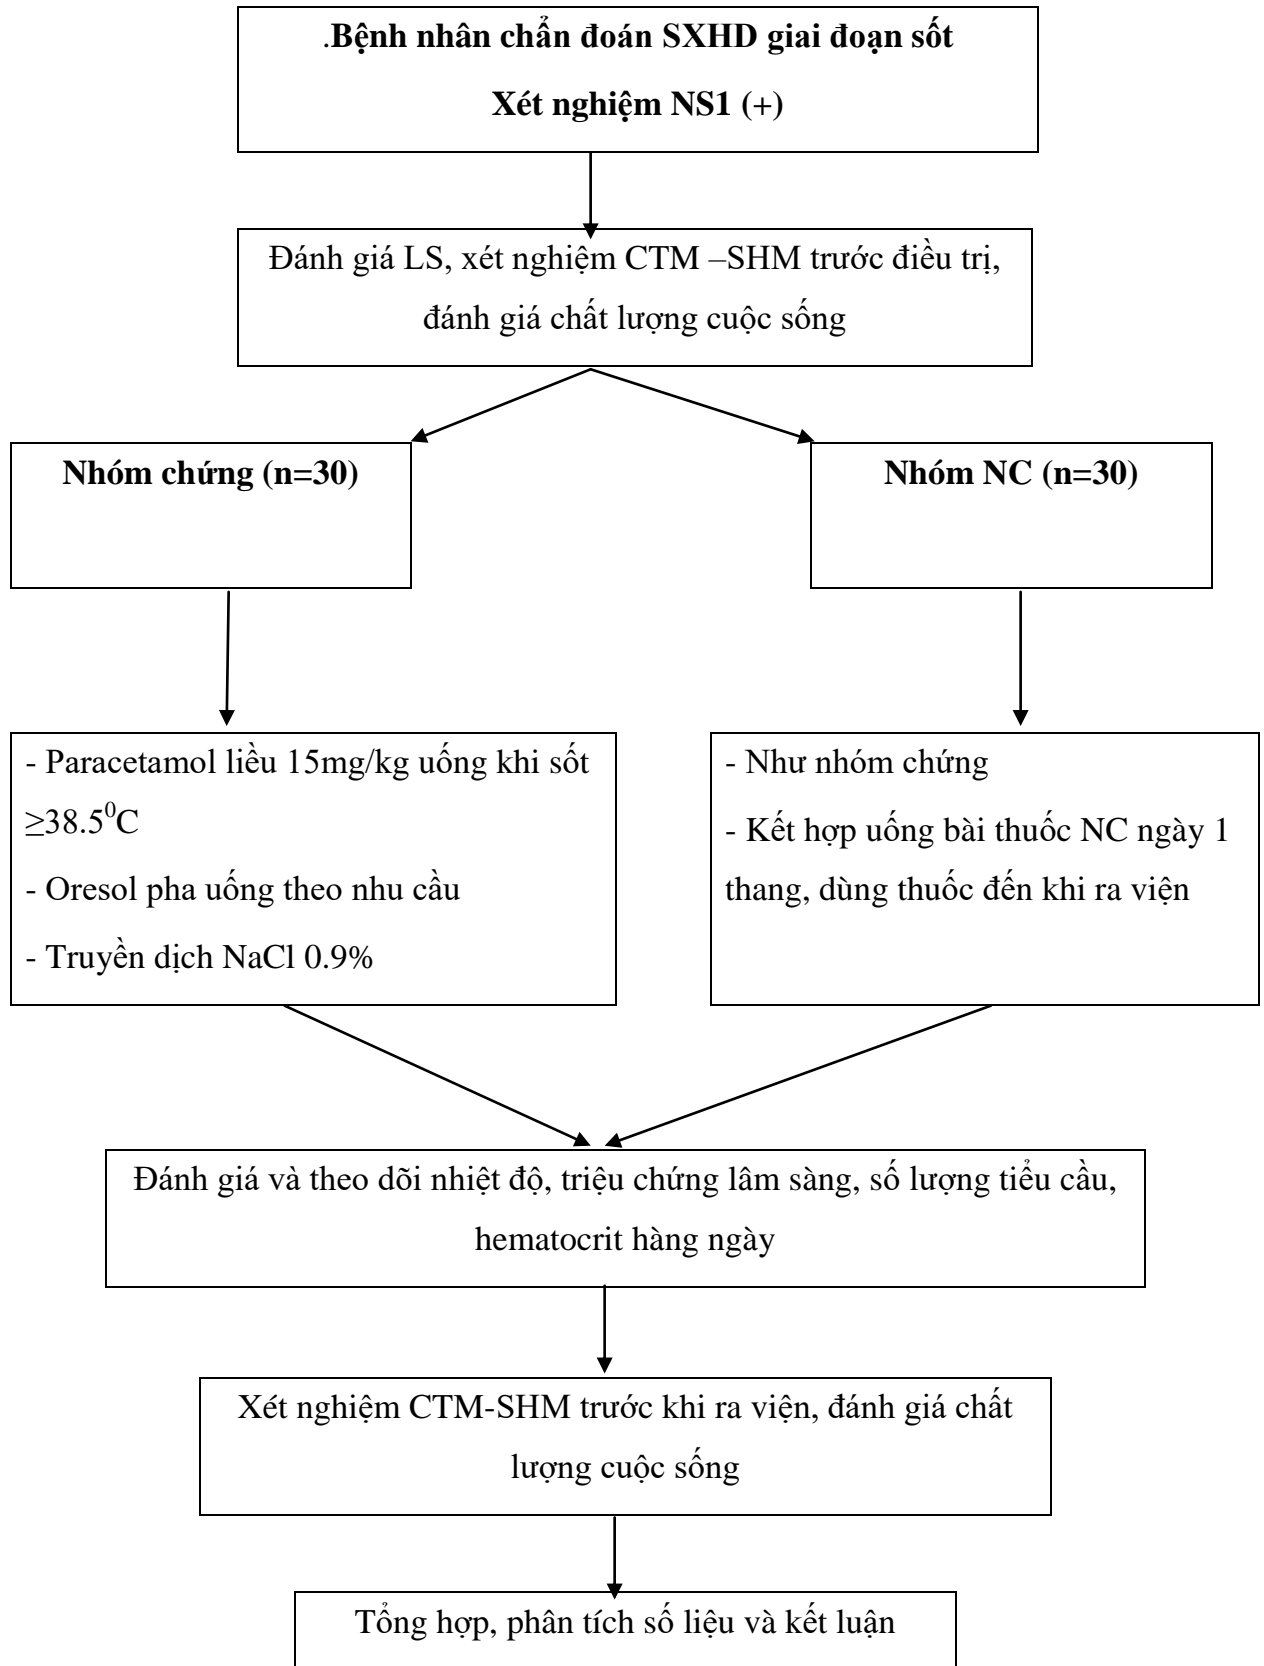 .Bệnh nhân chẩn đoán SXHD giai đoạn sốt
Xét nghiệm NS1 (+)
Đánh giá LS, xét nghiệm CTM –SHM trước điều trị,
đánh giá chất lượng cuộc sống
Nhóm chứng (n=30)
Nhóm NC (n=30)
- Paracetamol liều 15mg/kg uống khi sốt
≥38.5⁰C
- Oresol pha uống theo nhu cầu
- Truyền dịch NaCl 0.9%
- Như nhóm chứng
- Kết hợp uống bài thuốc NC ngày 1
thang, dùng thuốc đến khi ra viện
Đánh giá và theo dõi nhiệt độ, triệu chứng lâm sàng, số lượng tiểu cầu,
hematocrit hàng ngày
Xét nghiệm CTM-SHM trước khi ra viện, đánh giá chất
lượng cuộc sống
Tổng hợp, phân tích số liệu và kết luận